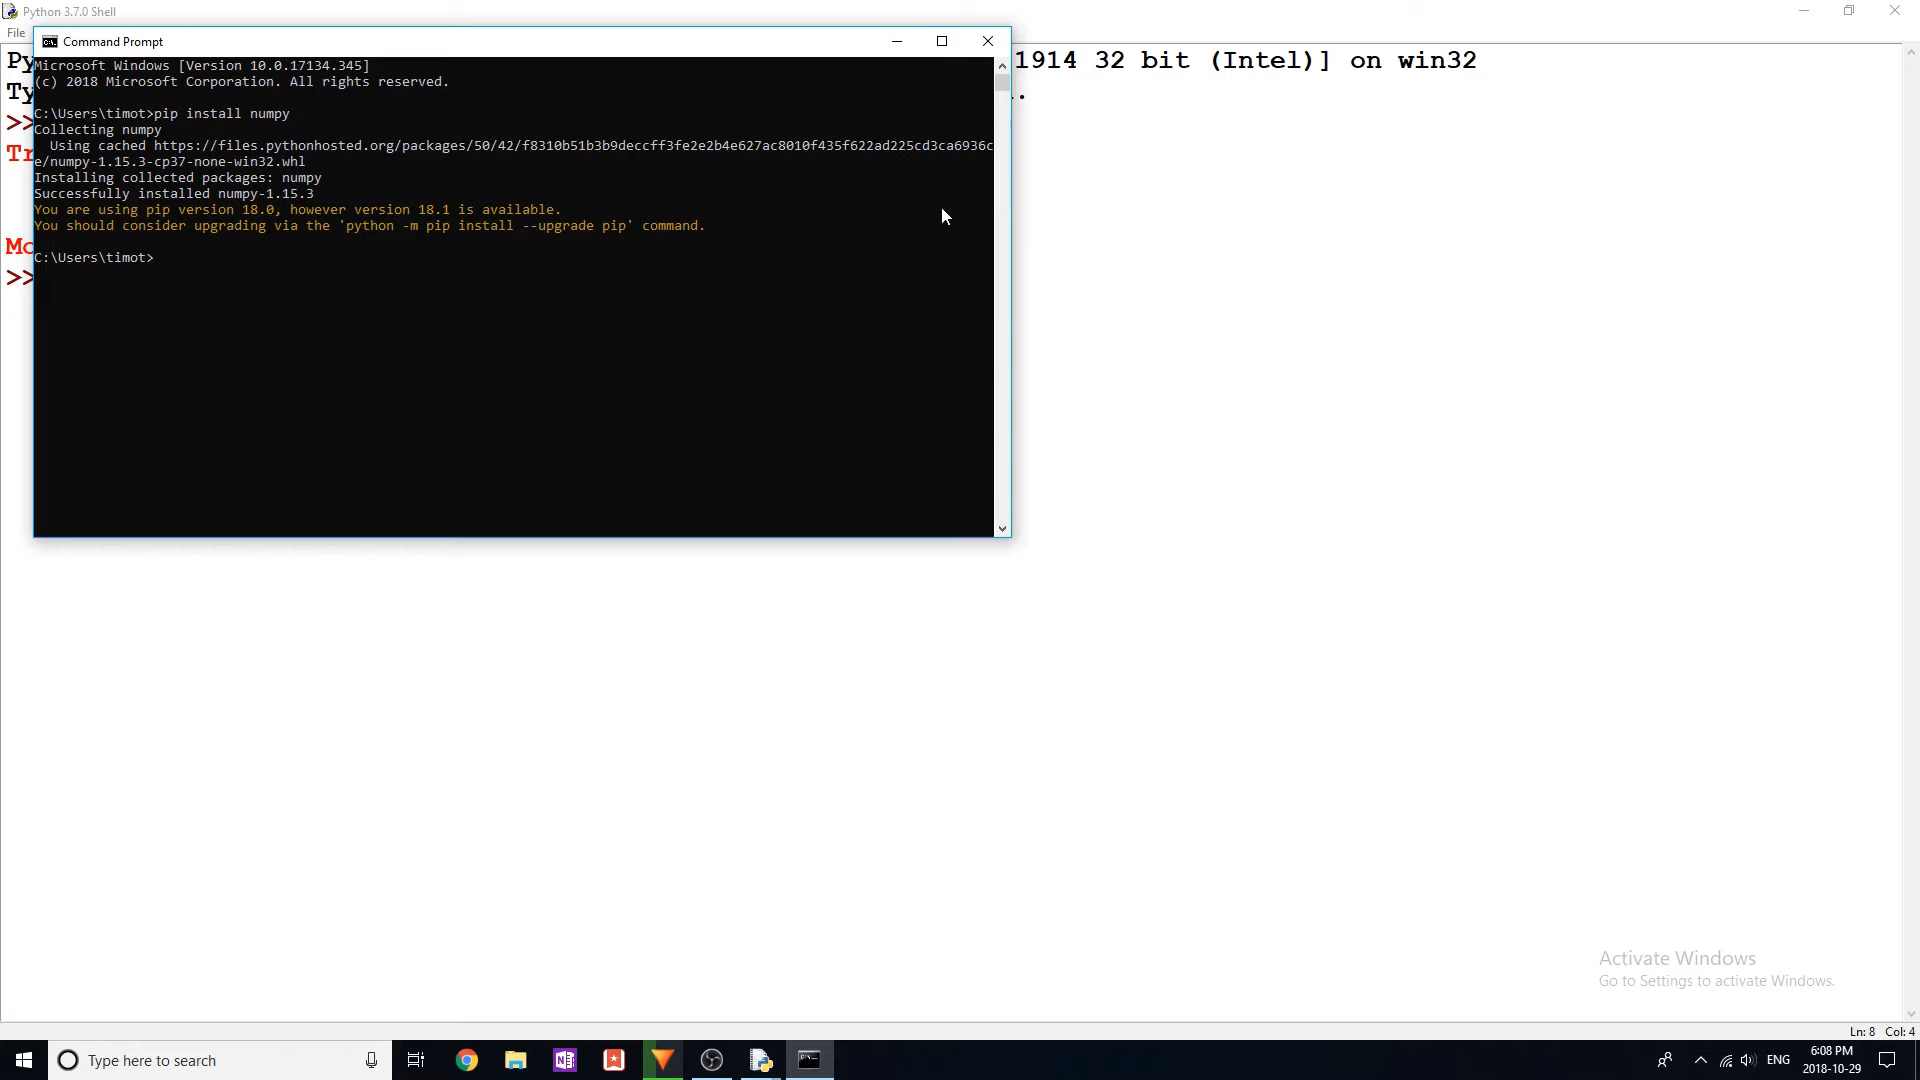 Python 3.7.0 Shell
File
Command Prompt
Microsoft Windows [Version 10.0.17134.345]
(c) 2018 Microsoft Corporation. All rights reserved.
C:\Users\timot>pip install numpy
Collecting numpy
Using cached https://files.pythonhosted.org/packages/50/42/f8310b51b3b9deccff3fe2e2b4e627ac8010f435f622ad225cd3ca6936c
e/numpy-1.15.3-cp37-none-win32.whl
Installing collected packages: numpy
Successfully installed numpy-1.15.3
You are using pip version 18.0, however version 18.1 is available.
You should consider upgrading via the 'python -m pip install --upgrade pip' command.
C:\Users\timot>
Py
1914 32 bit (Intel)] on win32
Ty
.
>>
Tr
Mo
>>
Activate Windows
Go to Settings to activate Windows.
Ln: 8 Col: 4
Type here to search
ENG
6:08 PM
2018-10-29